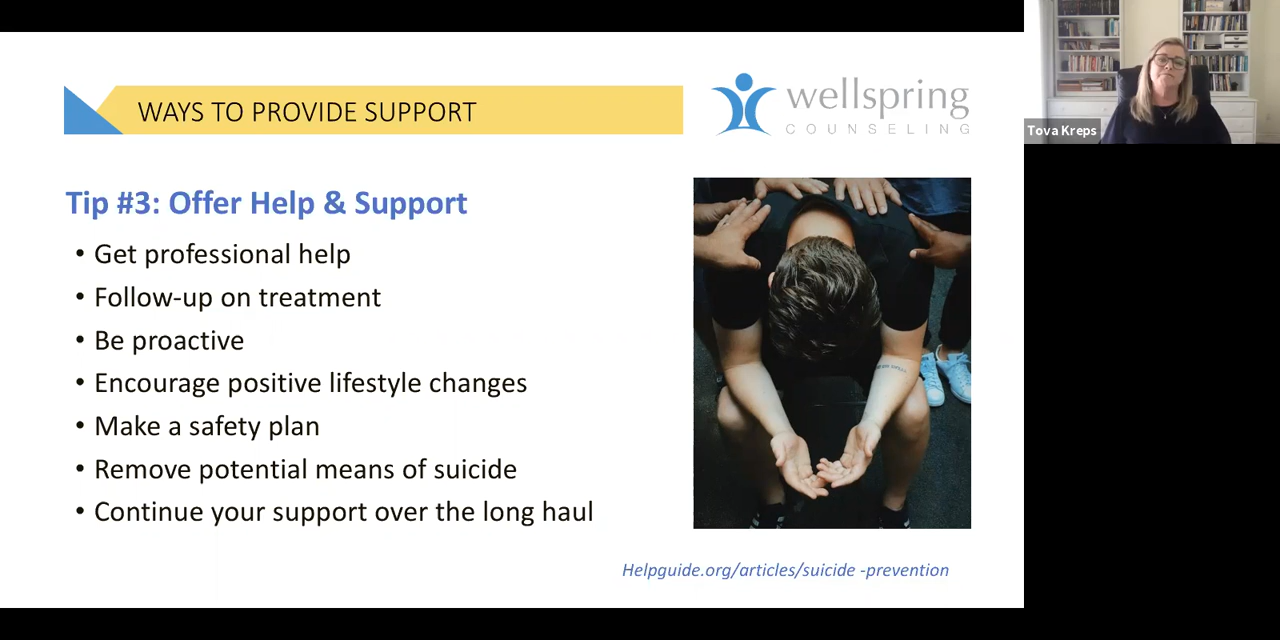 WAYS TO PROVIDE SUPPORT
wellspring
COUNSELING
Tova Kreps
Tip #3: Offer Help & Support
• Get professional help
• Follow-up on treatment
• Be proactive
• Encourage positive lifestyle changes
• Make a safety plan
• Remove potential means of suicide
• Continue your support over the long haul
Helpguide.org/articles/suicide -prevention